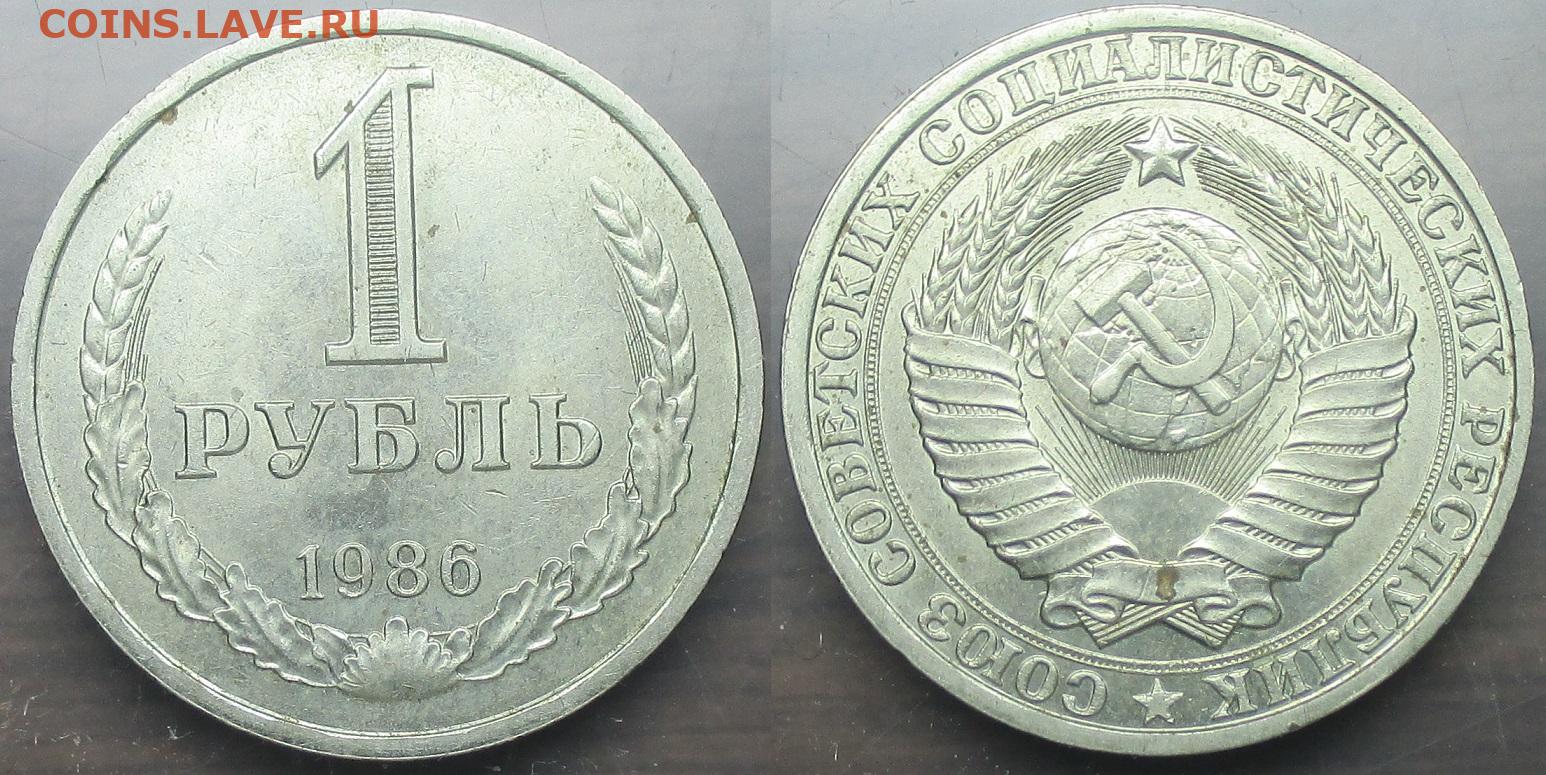 COINS.LAVE.RU
1
РУБЛЬ
1986
СОЮЗ СОВЕТСКИХ СОЦИАЛИСТИЧЕСКИХ РЕСПУБЛИК